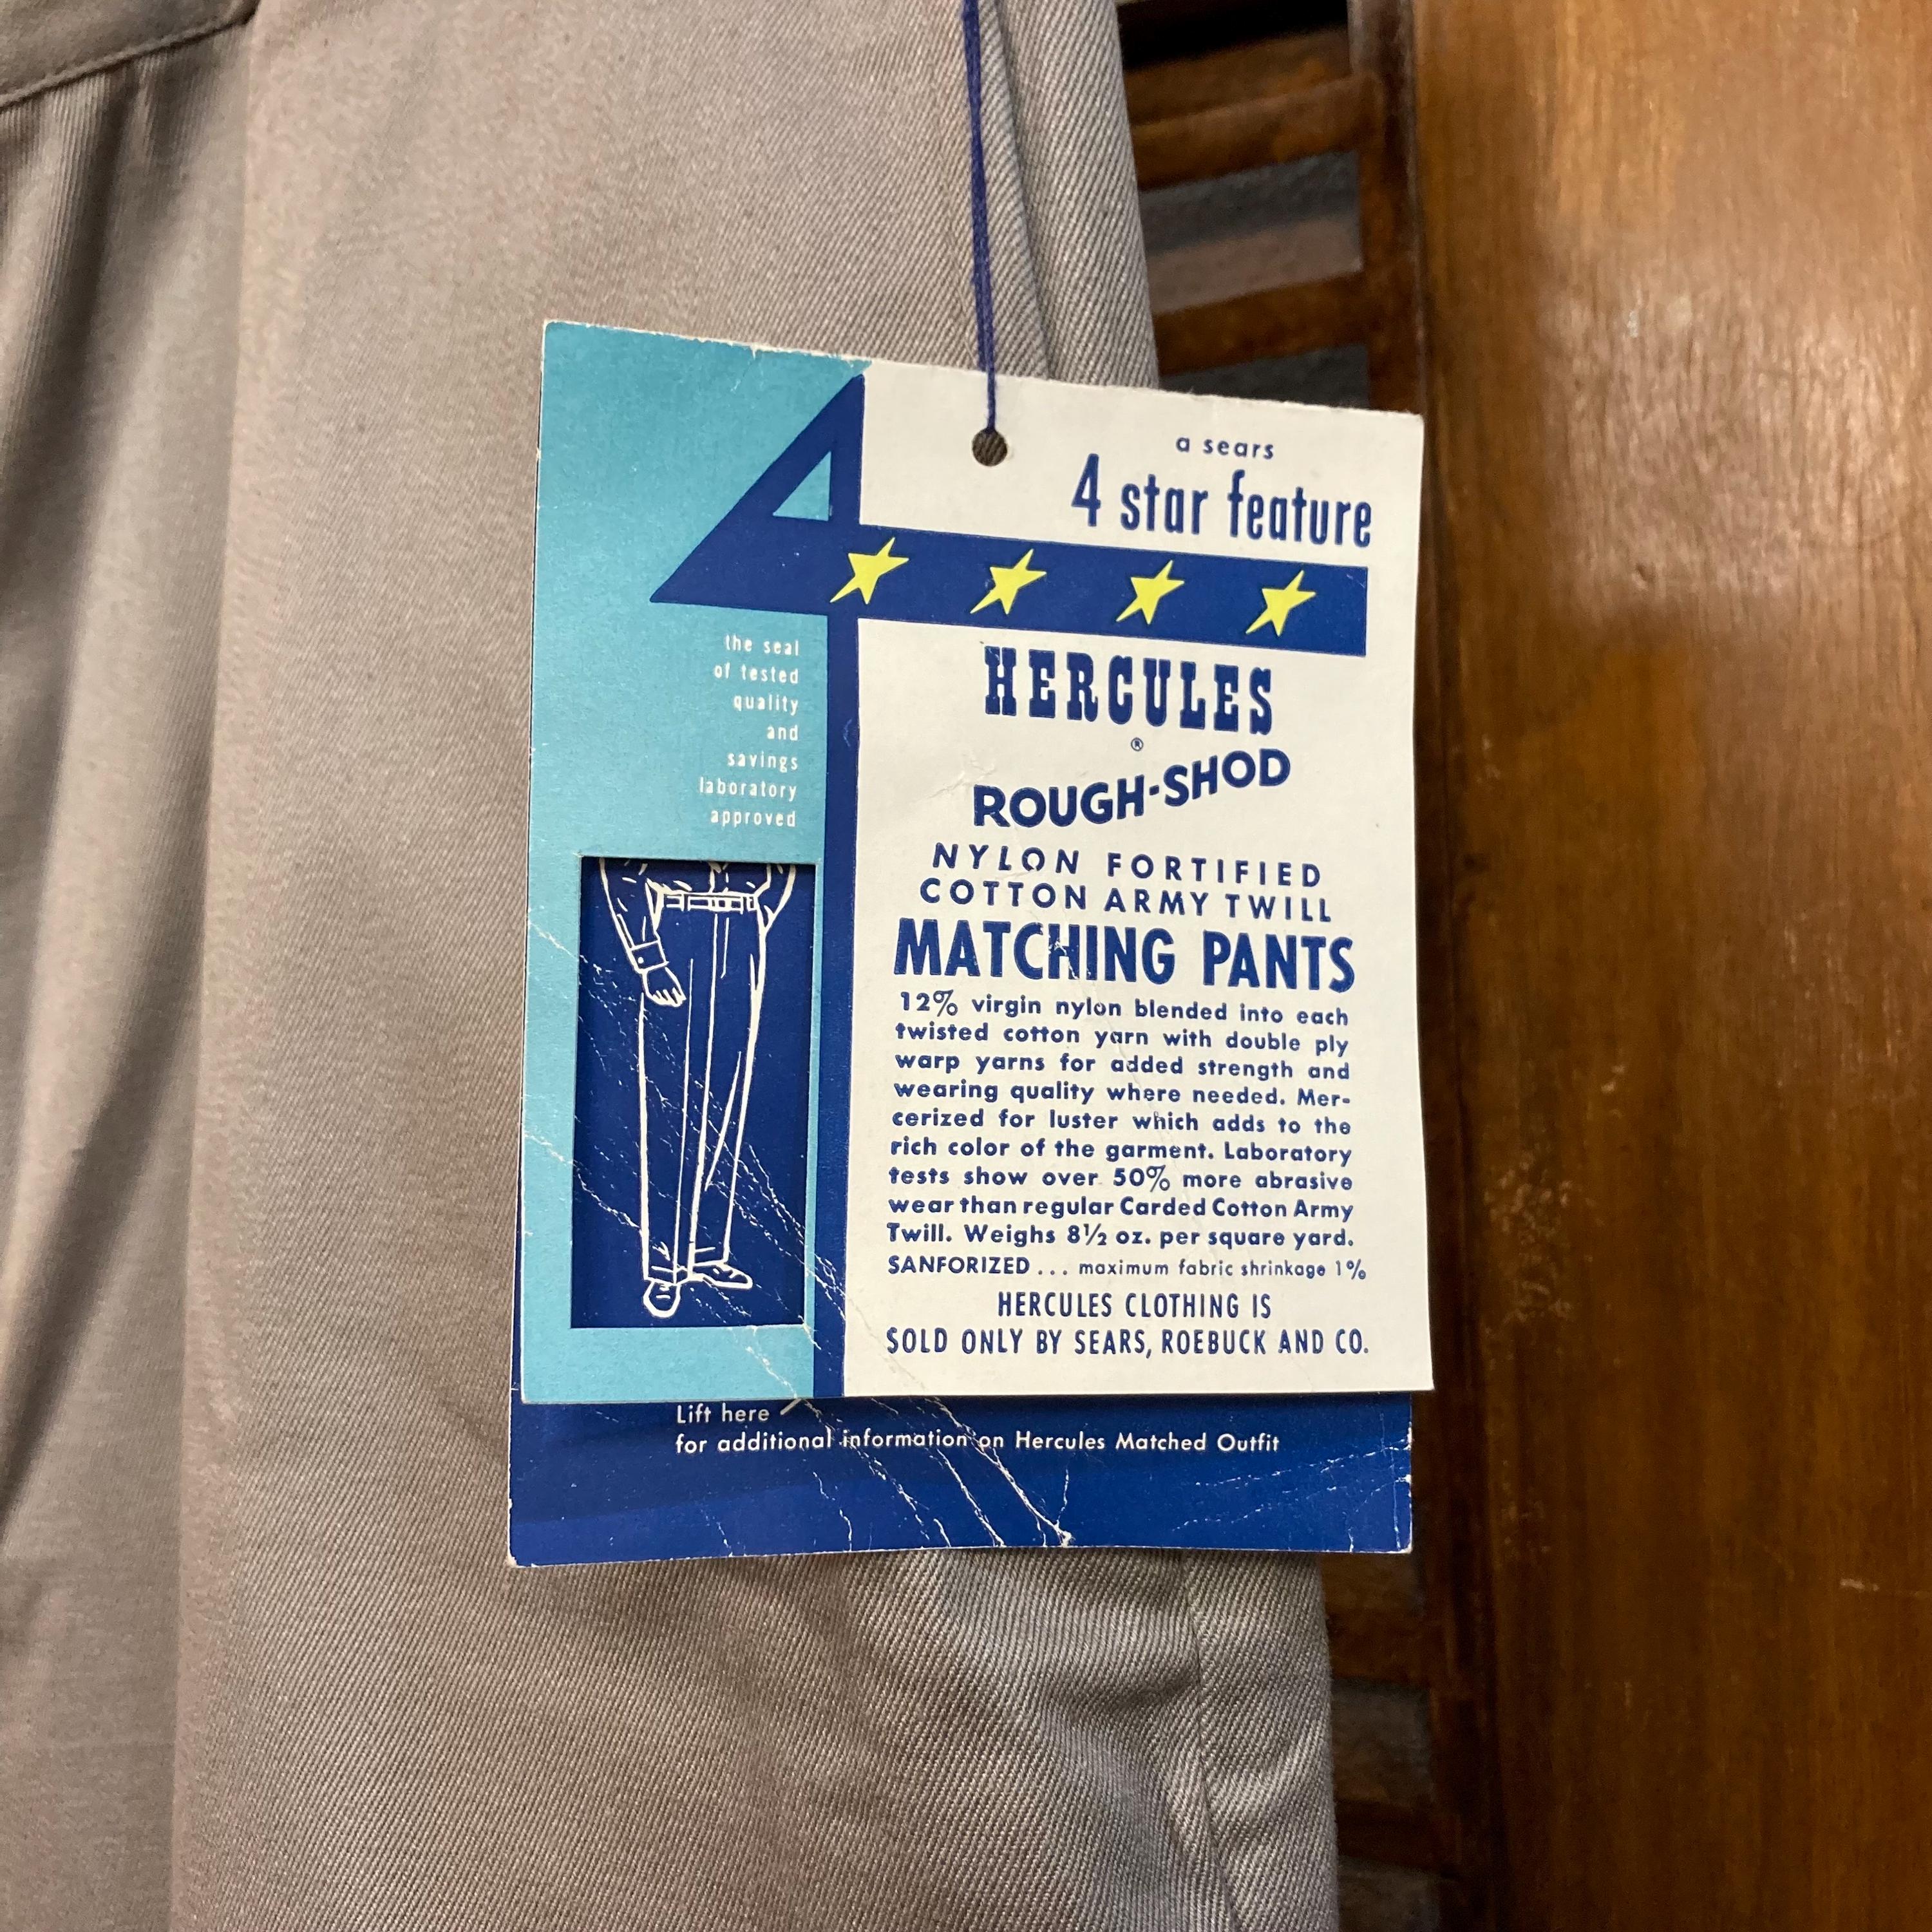 a sears
4 star feature
the seal
of tested
quality
and
savings
laboratory
approved
HERCULES
®
ROUGH-SHOD
NYLON FORTIFIED
COTTON ARMY TWILL
MATCHING PANTS
12% virgin nylon blended into each
twisted cotton yarn with double ply
warp yarns for added strength and
wearing quality where needed. Mer-
cerized for luster which adds to the
rich color of the garment. Laboratory
tests show over 50% more abrasive
wear than regular Carded Cotton Army
Twill. Weighs 8½ oz. per square yard.
SANFORIZED ... maximum fabric shrinkage 1%
HERCULES CLOTHING IS
SOLD ONLY BY SEARS, ROEBUCK AND CO.
Lift here
for additional information on Hercules Matched Outfit